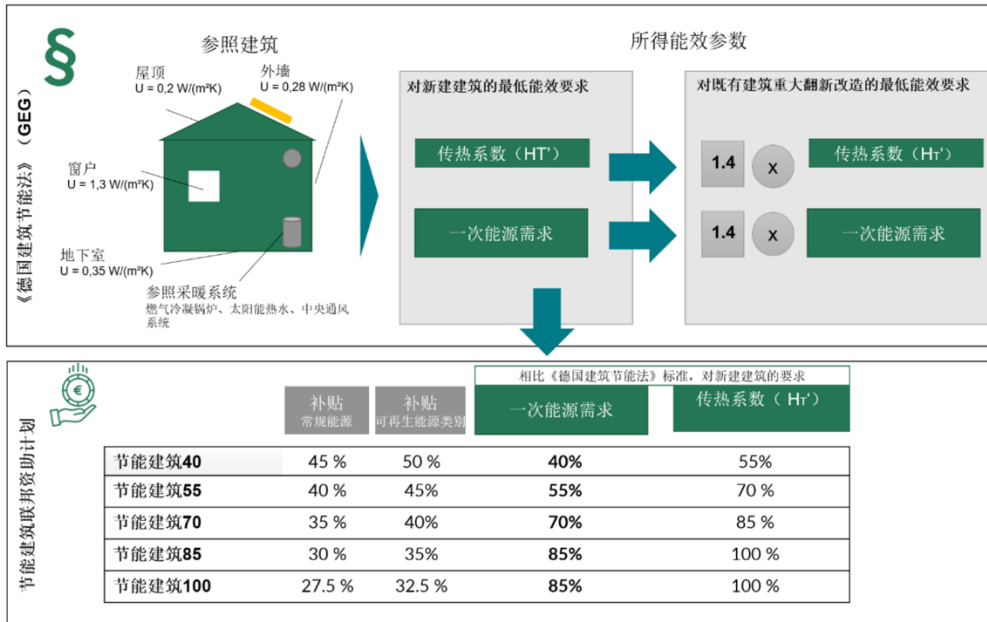 §
《德国建筑节能法》（GEG）
参照建筑
屋顶
U = 0,2 W/(m²K)
外墙
U = 0,28 W/(m²K)
窗户
U = 1,3 W/(m²K)
地下室
U = 0,35 W/(m²K)
参照采暖系统
燃气冷凝锅炉、太阳能热水、中央通风
系统
所得能效参数
对新建建筑的最低能效要求
传热系数（HT'）
一次能源需求
对既有建筑重大翻新改造的最低能效要求
1.4 x 传热系数（HT'）
1.4 x 一次能源需求
节能建筑联邦资助计划
€
相比《德国建筑节能法》标准，对新建建筑的要求
补贴 常规能源 补贴 可再生能源类别 一次能源需求 传热系数（ HT'）
节能建筑40 45 % 50 % 40% 55%
节能建筑55 40 % 45% 55% 70 %
节能建筑70 35 % 40% 70% 85 %
节能建筑85 30 % 35% 85% 100 %
节能建筑100 27.5 % 32.5 % 85% 100 %